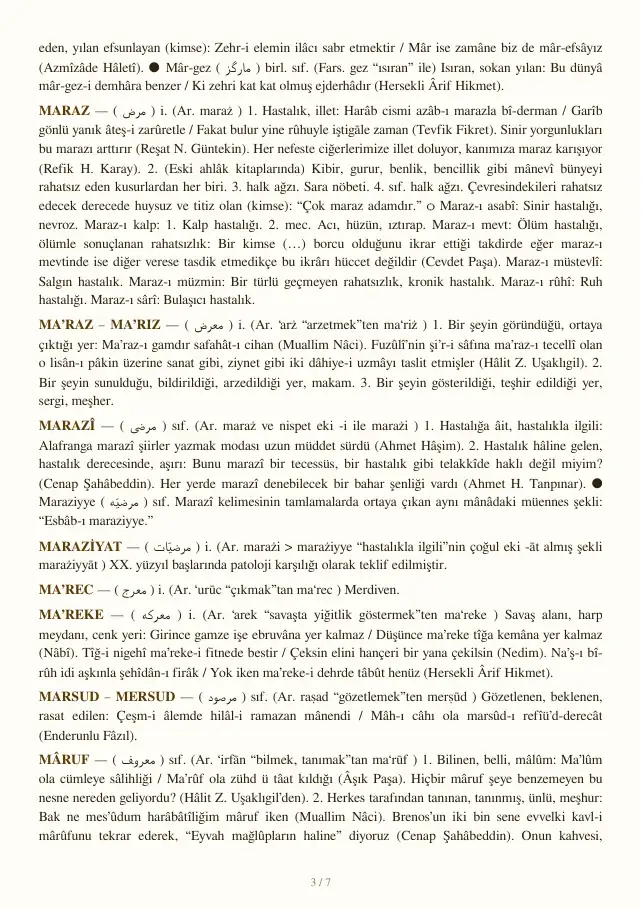 eden, yılan efsunlayan (kimse): Zehr-i elemin ilâcı sabr etmektir / Mâr ise zamâne biz de mâr-efsâyız
(Azmîzâde Hâletî). ● Mâr-gez ( مارگز ) birl. sıf. (Fars. gez “ısıran” ile) Isıran, sokan yılan: Bu dünyâ
mâr-gez-i demhâra benzer / Ki zehri kat kat olmuş ejderhâdır (Hersekli Ârif Hikmet).
MARAZ — ( مرض ) i. (Ar. maraż ) 1. Hastalık, illet: Harâb cismi azâb-ı marazla bî-derman / Garîb
gönlü yanık âteş-i zarûretle / Fakat bulur yine rûhuyle iştigāle zaman (Tevfik Fikret). Sinir yorgunlukları
bu marazı arttırır (Reşat N. Güntekin). Her nefeste ciğerlerimize illet doluyor, kanımıza maraz karışıyor
(Refik H. Karay). 2. (Eski ahlâk kitaplarında) Kibir, gurur, benlik, bencillik gibi mânevî bünyeyi
rahatsız eden kusurlardan her biri. 3. halk ağzı. Sara nöbeti. 4. sıf. halk ağzı. Çevresindekileri rahatsız
edecek derecede huysuz ve titiz olan (kimse): “Çok maraz adamdır.” ѻ Maraz-ı asabî: Sinir hastalığı,
nevroz. Maraz-ı kalp: 1. Kalp hastalığı. 2. mec. Acı, hüzün, ıztırap. Maraz-ı mevt: Ölüm hastalığı,
ölümle sonuçlanan rahatsızlık: Bir kimse (…) borcu olduğunu ikrar ettiği takdirde eğer maraz-ı
mevtinde ise diğer verese tasdik etmedikçe bu ikrârı hüccet değildir (Cevdet Paşa). Maraz-ı müstevlî:
Salgın hastalık. Maraz-ı müzmin: Bir türlü geçmeyen rahatsızlık, kronik hastalık. Maraz-ı rûhî: Ruh
hastalığı. Maraz-ı sârî: Bulaşıcı hastalık.
MA’RAZ – MA’RIZ — ( معرض ) i. (Ar. ‘arż “arzetmek”ten ma‘riż ) 1. Bir şeyin göründüğü, ortaya
çıktığı yer: Ma’raz-ı gamdır safahât-ı cihan (Muallim Nâci). Fuzûlî’nin şi’r-i sâfına ma’raz-ı tecellî olan
o lisân-ı pâkin üzerine sanat gibi, ziynet gibi iki dâhiye-i uzmâyı taslit etmişler (Hâlit Z. Uşaklıgil). 2.
Bir şeyin sunulduğu, bildirildiği, arzedildiği yer, makam. 3. Bir şeyin gösterildiği, teşhir edildiği yer,
sergi, meşher.
MARAZÎ — ( مرضى ) sıf. (Ar. maraż ve nispet eki -і ile marażі ) 1. Hastalığa âit, hastalıkla ilgili:
Alafranga marazî şiirler yazmak modası uzun müddet sürdü (Ahmet Hâşim). 2. Hastalık hâline gelen,
hastalık derecesinde, aşırı: Bunu marazî bir tecessüs, bir hastalık gibi telakkîde haklı değil miyim?
(Cenap Şahâbeddin). Her yerde marazî denebilecek bir bahar şenliği vardı (Ahmet H. Tanpınar). ●
Maraziyye ( مرضيّه ) sıf. Marazî kelimesinin tamlamalarda ortaya çıkan aynı mânâdaki müennes şekli:
“Esbâb-ı maraziyye.”
MARAZİYAT — ( مرضيّات ) i. (Ar. marażі > marażiyye “hastalıkla ilgili”nin çoğul eki -āt almış şekli
marażiyyāt ) XX. yüzyıl başlarında patoloji karşılığı olarak teklif edilmiştir.
MA’REC — ( معرج ) i. (Ar. ‘urūc “çıkmak”tan ma‘rec ) Merdiven.
MA’REKE — ( معركه ) i. (Ar. ‘arek “savaşta yiğitlik göstermek”ten ma‘reke ) Savaş alanı, harp
meydanı, cenk yeri: Girince gamze işe ebruvâna yer kalmaz / Düşünce ma’reke tîğa kemâna yer kalmaz
(Nâbî). Tîğ-i nigehî ma’reke-i fitnede bestir / Çeksin elini hançeri bir yana çekilsin (Nedim). Na’ş-ı bî-
rûh idi aşkınla şehîdân-ı firâk / Yok iken ma’reke-i dehrde tâbût henüz (Hersekli Ârif Hikmet).
MARSUD – MERSUD — ( مرصود ) sıf. (Ar. raṣad “gözetlemek”ten merṣūd ) Gözetlenen, beklenen,
rasat edilen: Çeşm-i âlemde hilâl-i ramazan mânendi / Mâh-ı câhı ola marsûd-ı refîü’d-derecât
(Enderunlu Fâzıl).
MÂRUF — ( معروف ) sıf. (Ar. ‘irfān “bilmek, tanımak”tan ma‘rūf ) 1. Bilinen, belli, mâlûm: Ma’lûm
ola cümleye sâlihliği / Ma’rûf ola zühd ü tâat kıldığı (Âşık Paşa). Hiçbir mâruf şeye benzemeyen bu
nesne nereden geliyordu? (Hâlit Z. Uşaklıgil’den). 2. Herkes tarafından tanınan, tanınmış, ünlü, meşhur:
Bak ne mes’ûdum harâbâtîliğim mâruf iken (Muallim Nâci). Brenos’un iki bin sene evvelki kavl-i
mârûfunu tekrar ederek, “Eyvah mağlûpların haline” diyoruz (Cenap Şahâbeddin). Onun kahvesi,
3 / 7